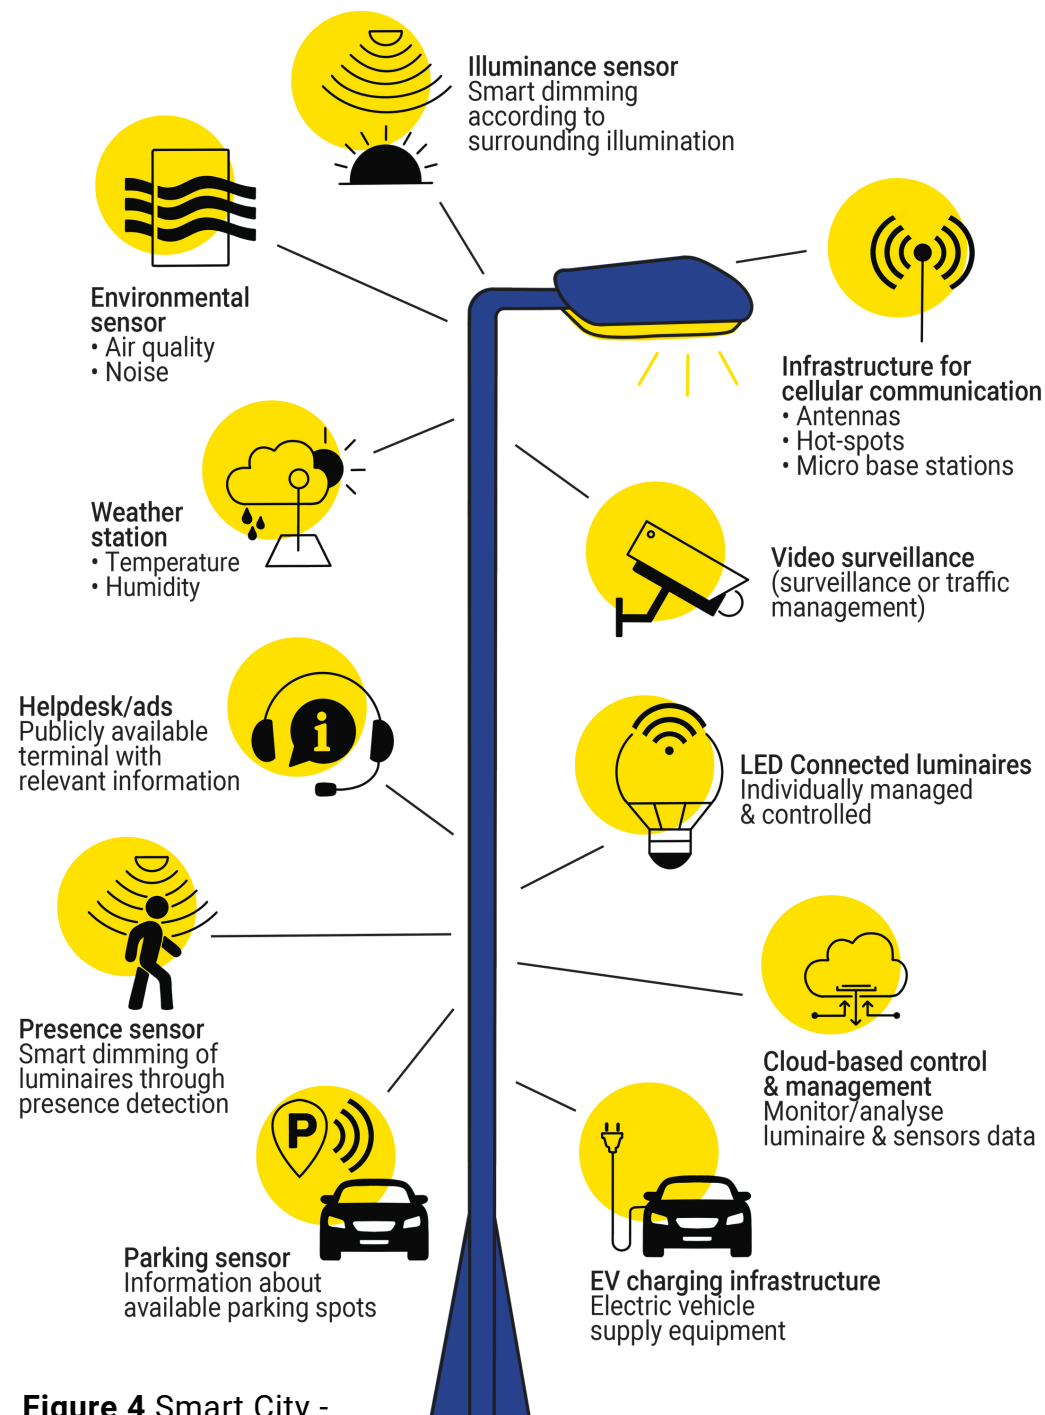 Illuminance sensor
Smart dimming
according to
surrounding illumination
Environmental
sensor
• Air quality
• Noise
Infrastructure for
cellular communication
• Antennas
• Hot-spots
• Micro base stations
Weather
station
• Temperature
• Humidity
Video surveillance
(surveillance or traffic
management)
Helpdesk/ads
Publicly available
terminal with
relevant information
i
LED Connected luminaires
Individually managed
& controlled
Presence sensor
Smart dimming of
luminaires through
presence detection
Cloud-based control
& management
Monitor/analyse
luminaire & sensors data
P
Parking sensor
Information about
available parking spots
EV charging infrastructure
Electric vehicle
supply equipment
Figure 4 Smart City -